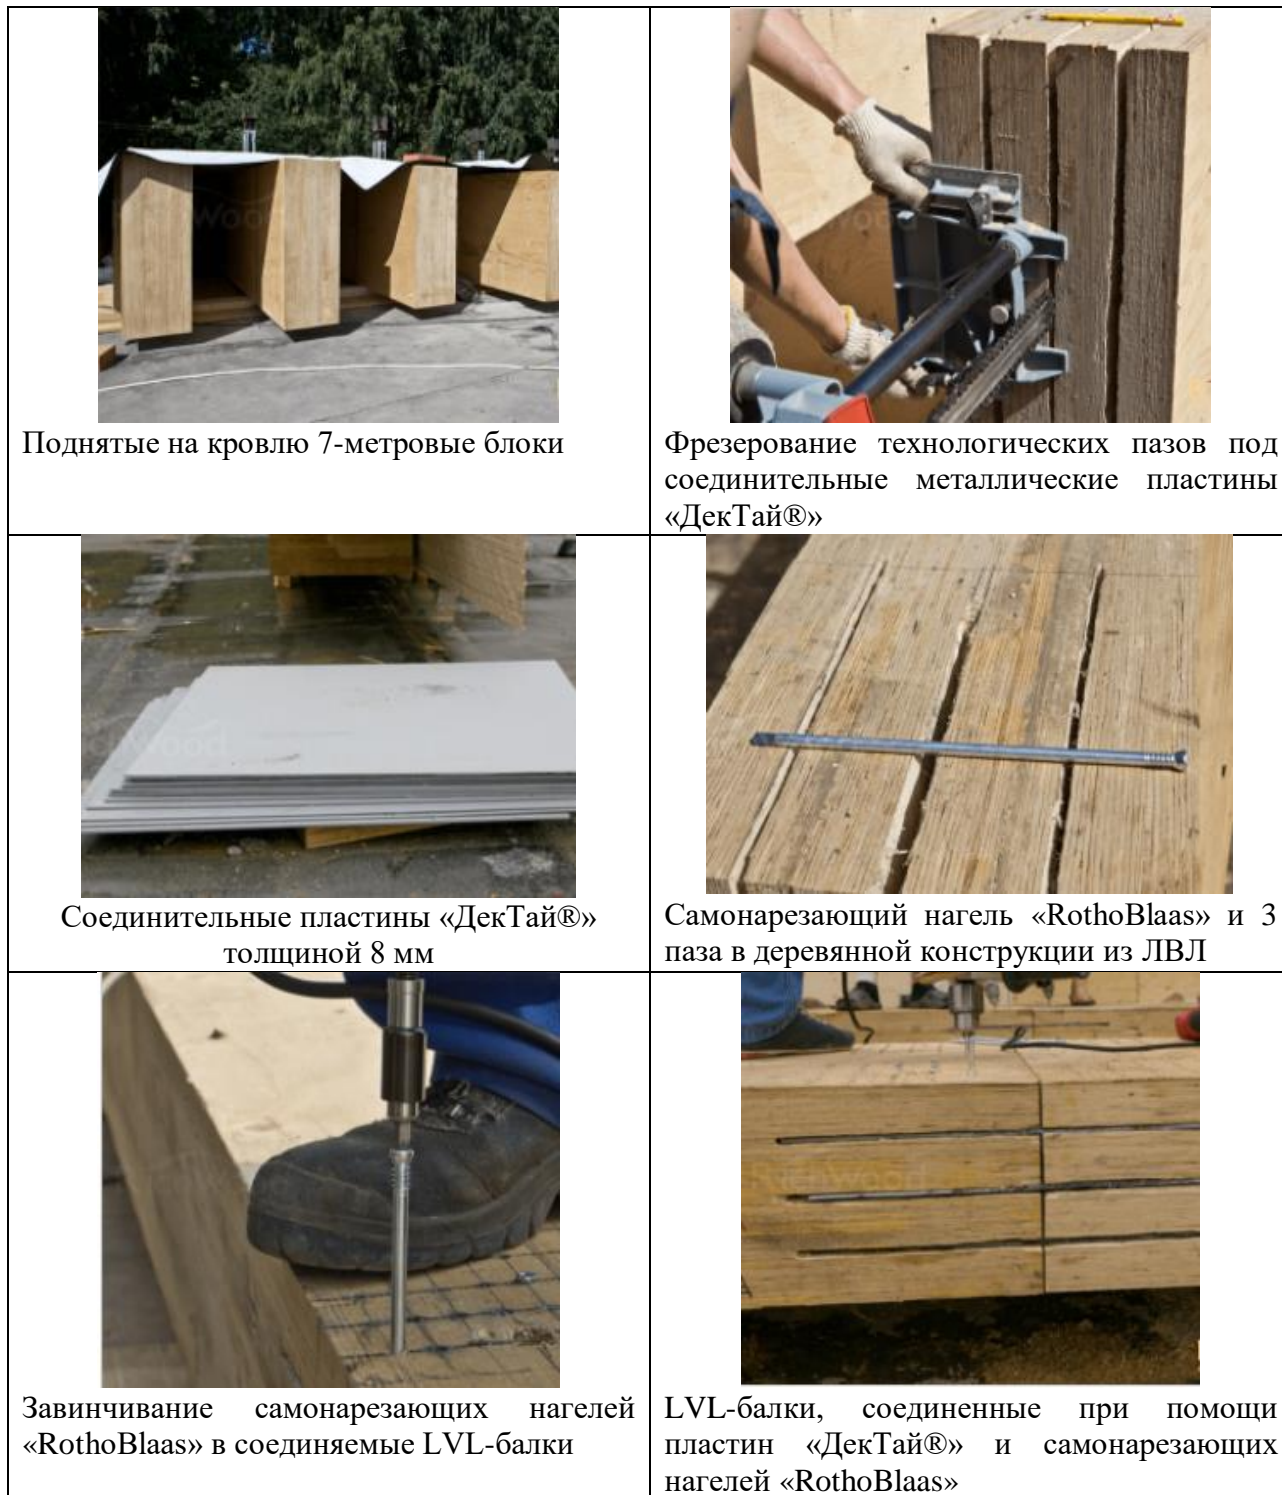 Поднятые на кровлю 7-метровые блоки
Фрезерование технологических пазов под
соединительные металлические пластины
«ДекТай®»
Соединительные пластины «ДекТай®»
толщиной 8 мм
Самонарезающий нагель «RothoBlaas» и 3
паза в деревянной конструкции из ЛВЛ
Завинчивание самонарезающих нагелей
«RothoBlaas» в соединяемые LVL-балки
LVL-балки, соединенные при помощи
пластин «ДекТай®» и самонарезающих
нагелей «RothoBlaas»